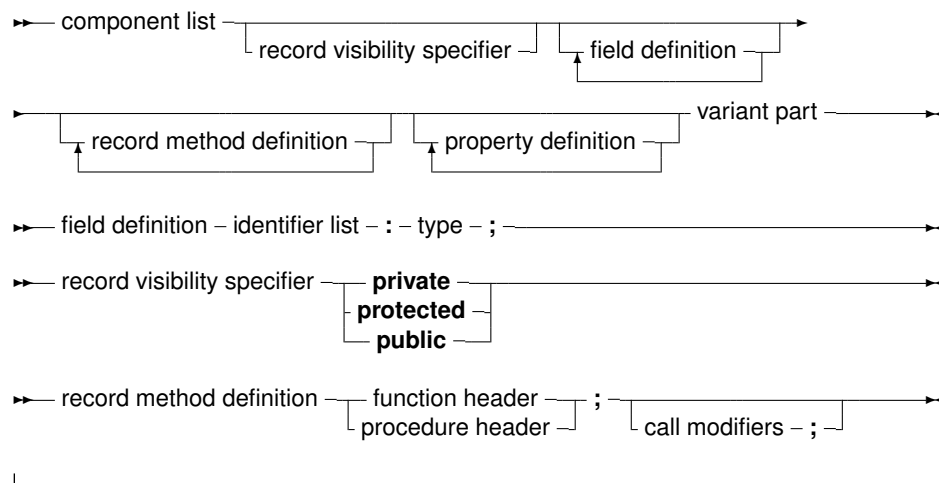 component list
record visibility specifier field definition
variant part
record method definition property definition
field definition identifier list : type ;
record visibility specifier private
protected
public
record method definition function header ;
procedure header call modifiers ;